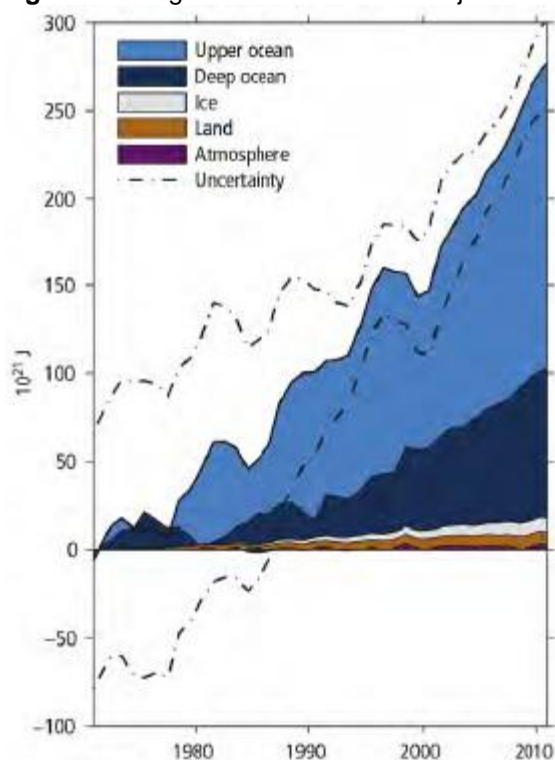 300
Upper ocean
Deep ocean
Ice
Land
Atmosphere
Uncertainty
250
200
150
100
50
0
−50
−100
10²¹ J
1980
1990
2000
2010